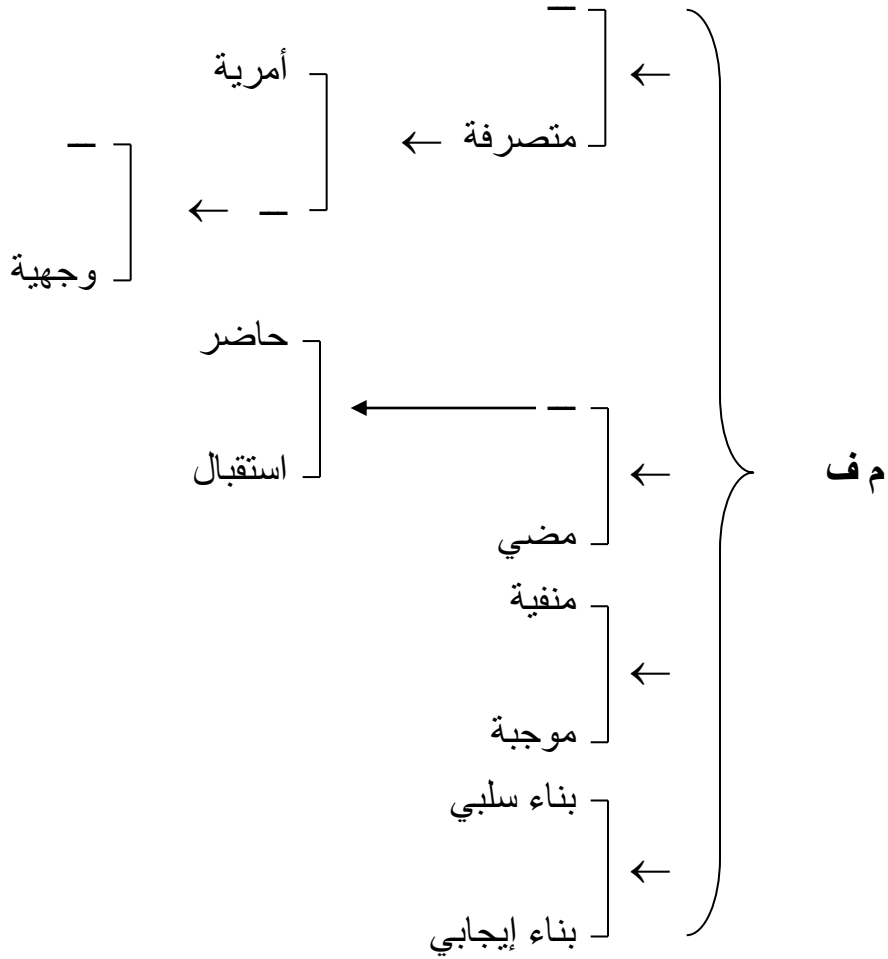 —
أمرية
متصرفة ←
←
—
— ←
وجهية
حاضر
— ←
م ف
استقبال
←
مضي
منفية
←
موجبة
بناء سلبي
←
بناء إيجابي